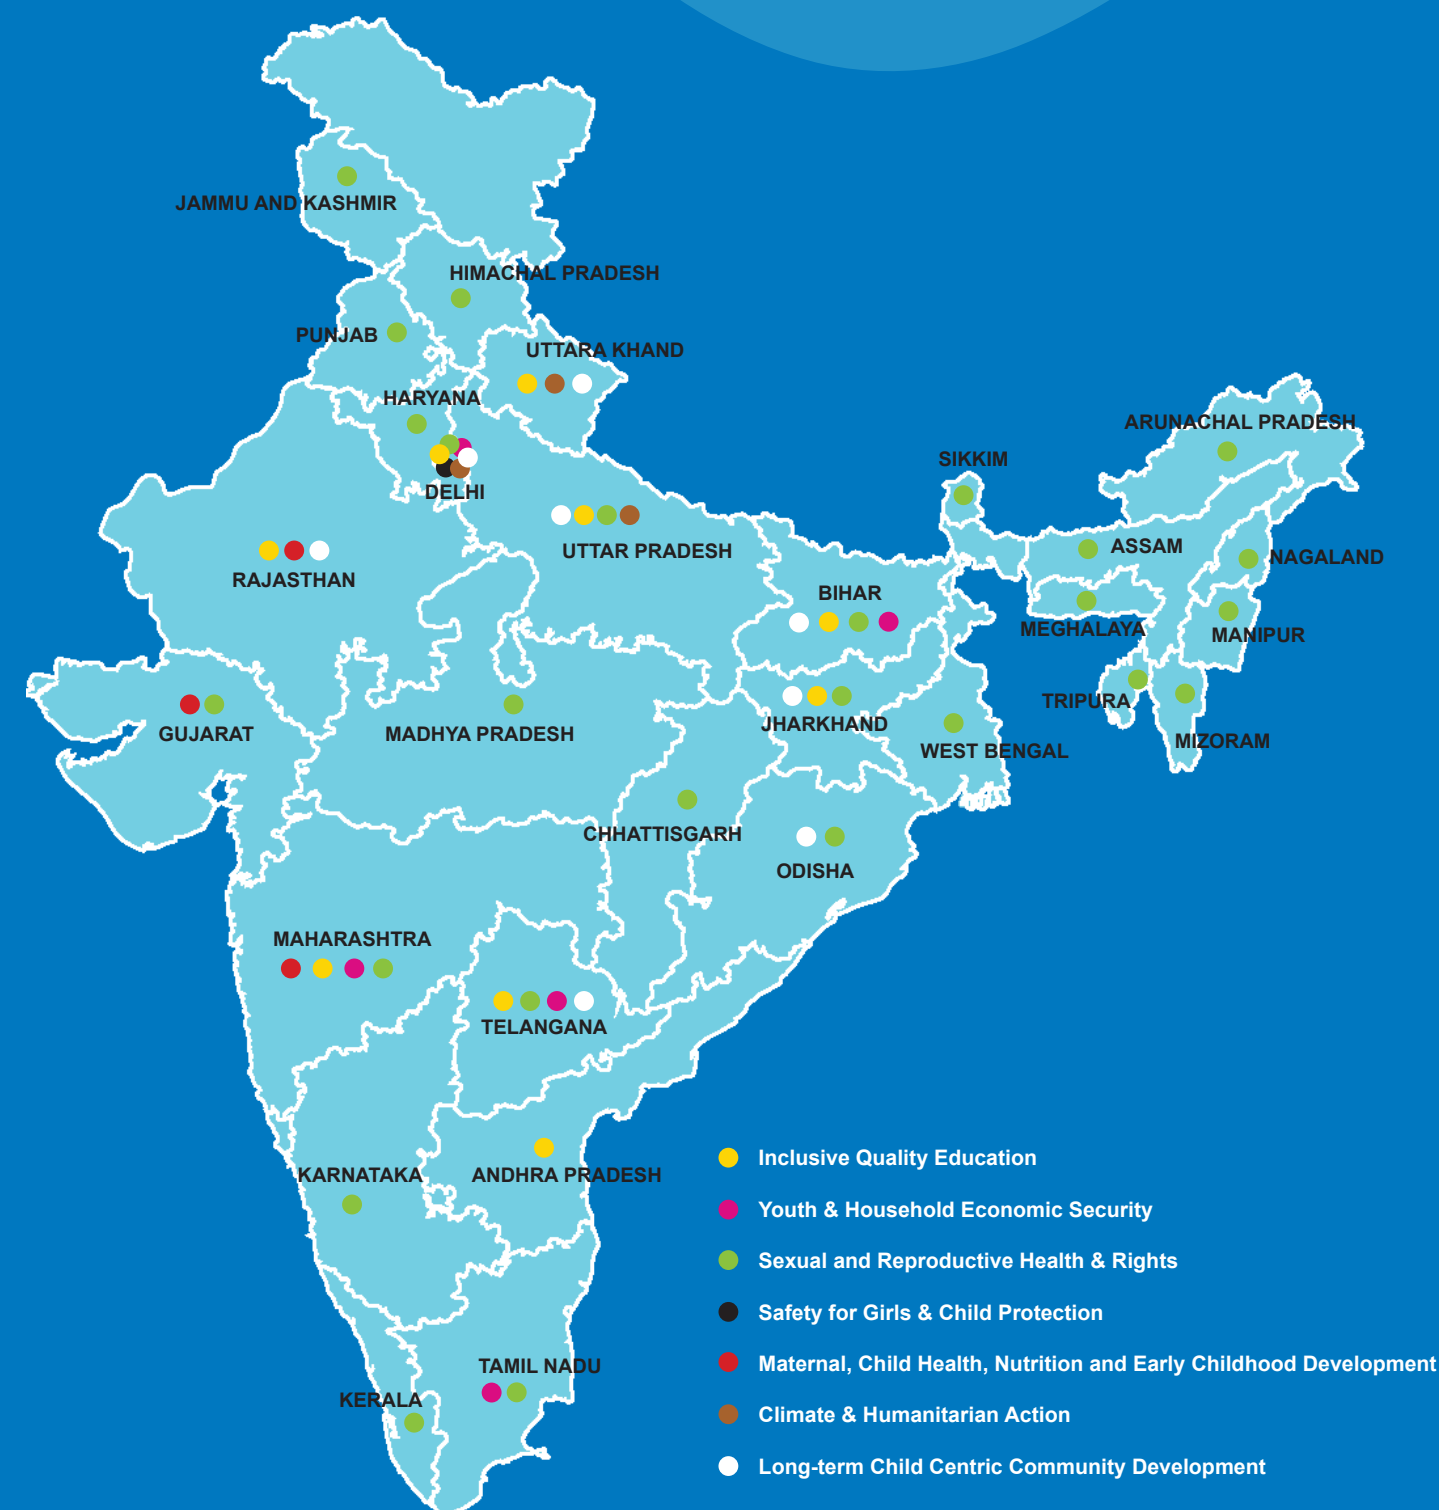 JAMMU AND KASHMIR
HIMACHAL PRADESH
PUNJAB
UTTARA KHAND
HARYANA
ARUNACHAL PRADESH
SIKKIM
DELHI
ASSAM
UTTAR PRADESH
NAGALAND
RAJASTHAN
BIHAR
MEGHALAYA
MANIPUR
TRIPURA
JHARKHAND
GUJARAT
MADHYA PRADESH
MIZORAM
WEST BENGAL
CHHATTISGARH
ODISHA
MAHARASHTRA
TELANGANA
KARNATAKA
ANDHRA PRADESH
TAMIL NADU
KERALA
Inclusive Quality Education
Youth & Household Economic Security
Sexual and Reproductive Health & Rights
Safety for Girls & Child Protection
Maternal, Child Health, Nutrition and Early Childhood Development
Climate & Humanitarian Action
Long-term Child Centric Community Development